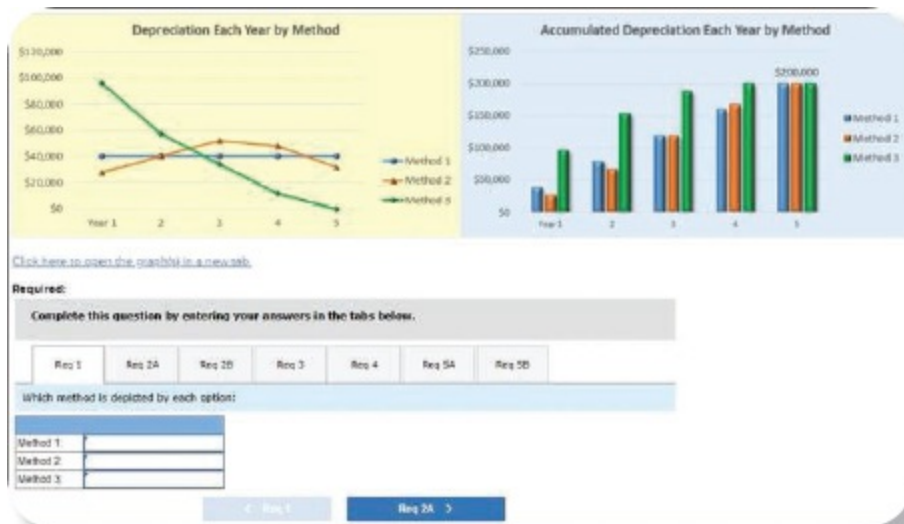 Depreciation Each Year by Method
$120,000
$100,000
$80,000
$60,000
$40,000
$20,000
$0
Year 1 2 3 4 5
Method 1
Method 2
Method 3
Accumulated Depreciation Each Year by Method
$250,000
$200,000
$150,000
$100,000
$50,000
$0
$200,000
Year 1 2 3 4 5
Method 1
Method 2
Method 3
Click here to open the graph(s) in a new tab.
Required:
Complete this question by entering your answers in the tabs below.
Req 1 Req 2A Req 2B Req 3 Req 4 Req 5A Req 5B
Which method is depicted by each option:
Method 1
Method 2
Method 3
< Req 1 Req 2A >